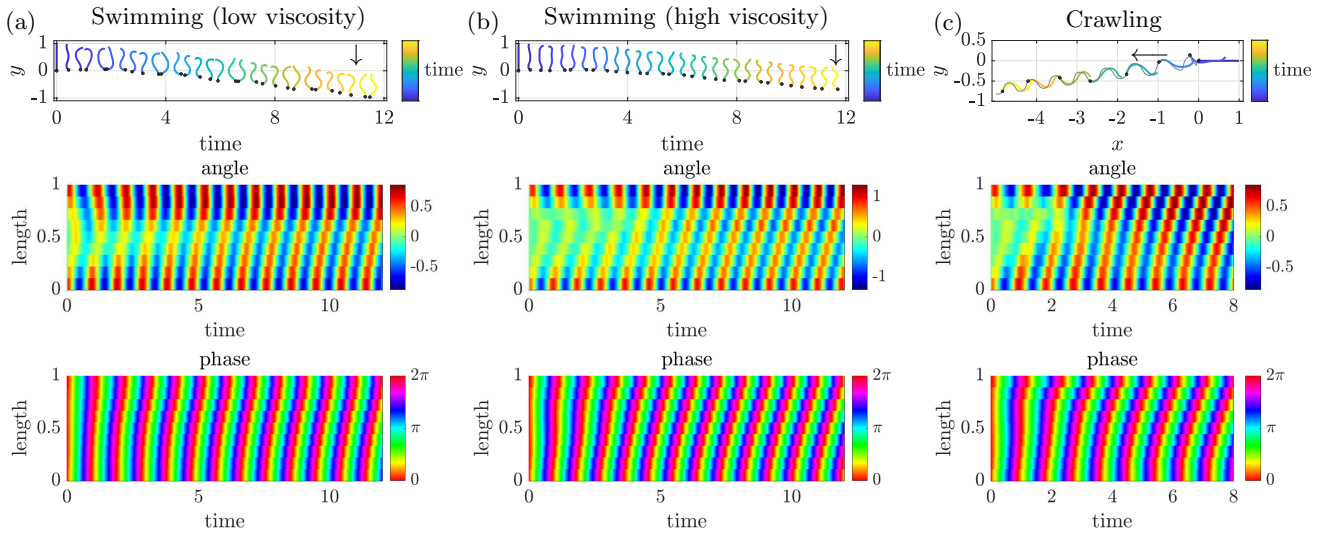 (a) Swimming (low viscosity)
1
0
-1
y
0 4 8 12
time
time
angle
1
0.5
0
length
0 5 10
time
0.5
0
-0.5
phase
1
0.5
0
length
0 5 10
time
2π
π
0
(b) Swimming (high viscosity)
1
0
-1
y
0 4 8 12
time
time
angle
1
0.5
0
length
0 5 10
time
1
0
-1
phase
1
0.5
0
length
0 5 10
time
2π
π
0
(c) Crawling
0.5
0
-0.5
-1
y
-4 -3 -2 -1 0 1
x
time
angle
1
0.5
0
length
0 2 4 6 8
time
0.5
0
-0.5
phase
1
0.5
0
length
0 2 4 6 8
time
2π
π
0